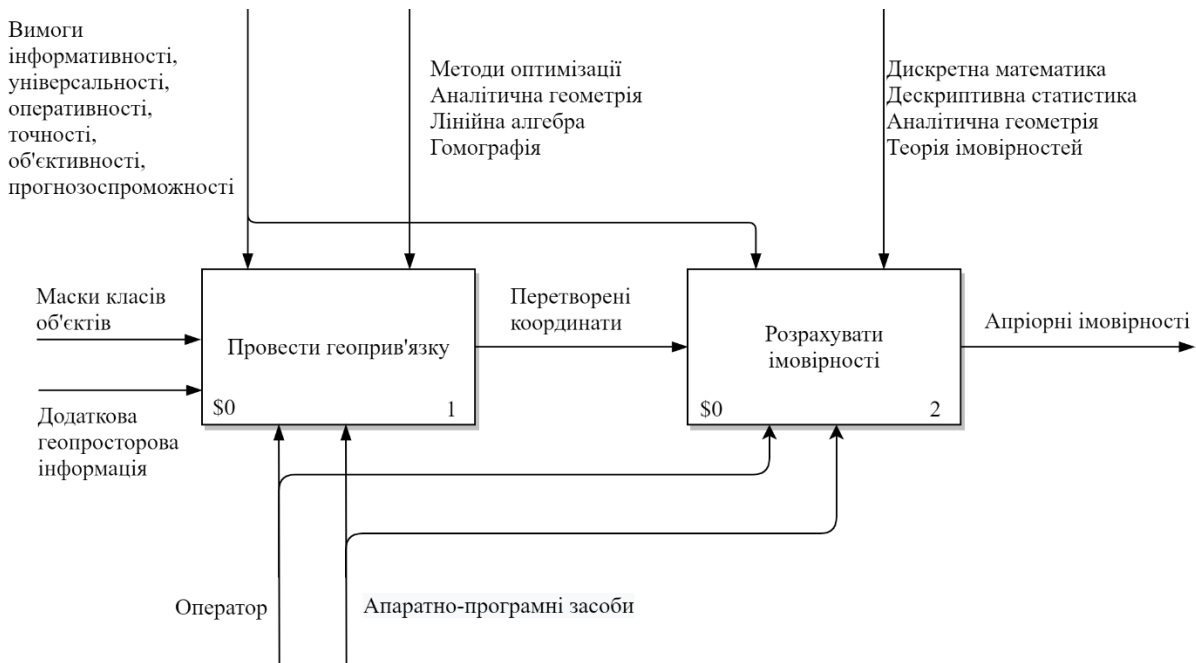 Вимоги
інформативності,
універсальності,
оперативності,
точності,
об'єктивності,
прогнозоспроможності
Методи оптимізації
Аналітична геометрія
Лінійна алгебра
Гомографія
Дискретна математика
Дескриптивна статистика
Аналітична геометрія
Теорія імовірностей
Маски класів
об'єктів
Додаткова
геопросторова
інформація
Провести геоприв'язку
$0
1
Перетворені
координати
Розрахувати
імовірності
$0
2
Апріорні імовірності
Оператор
Апаратно-програмні засоби